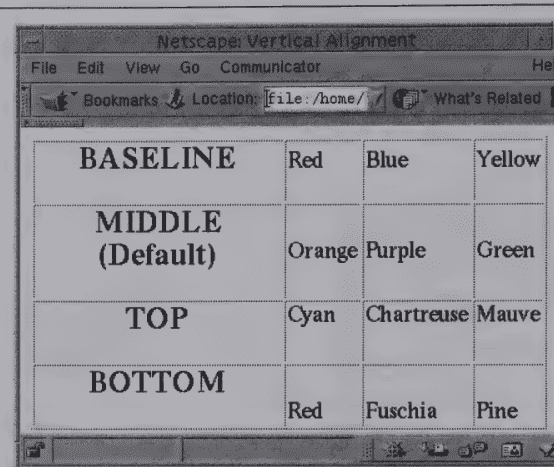 Netscape: Vertical Alignment
File Edit View Go Communicator He
Bookmarks Location: file:/home/ What's Related
BASELINE Red Blue Yellow
MIDDLE
(Default) Orange Purple Green
TOP Cyan Chartreuse Mauve
BOTTOM
Red Fuschia Pine